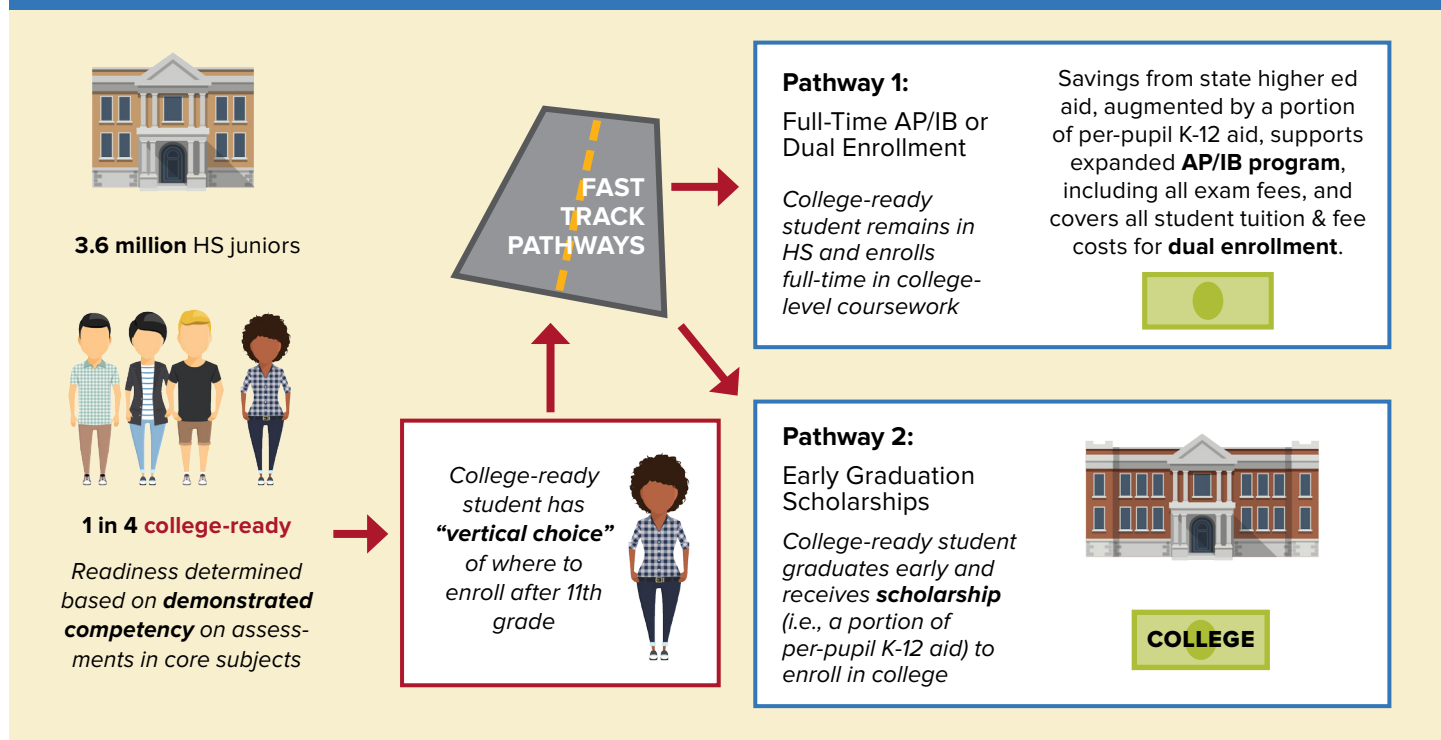 3.6 million HS juniors
1 in 4 college-ready
Readiness determined
based on demonstrated
competency on assess-
ments in core subjects
College-ready
student has
“vertical choice”
of where to
enroll after 11th
grade
FAST
TRACK
PATHWAYS
Pathway 1:
Full-Time AP/IB or
Dual Enrollment
College-ready
student remains in
HS and enrolls
full-time in college-
level coursework
Savings from state higher ed
aid, augmented by a portion
of per-pupil K-12 aid, supports
expanded AP/IB program,
including all exam fees, and
covers all student tuition & fee
costs for dual enrollment.
Pathway 2:
Early Graduation
Scholarships
College-ready student
graduates early and
receives scholarship
(i.e., a portion of
per-pupil K-12 aid) to
enroll in college
COLLEGE